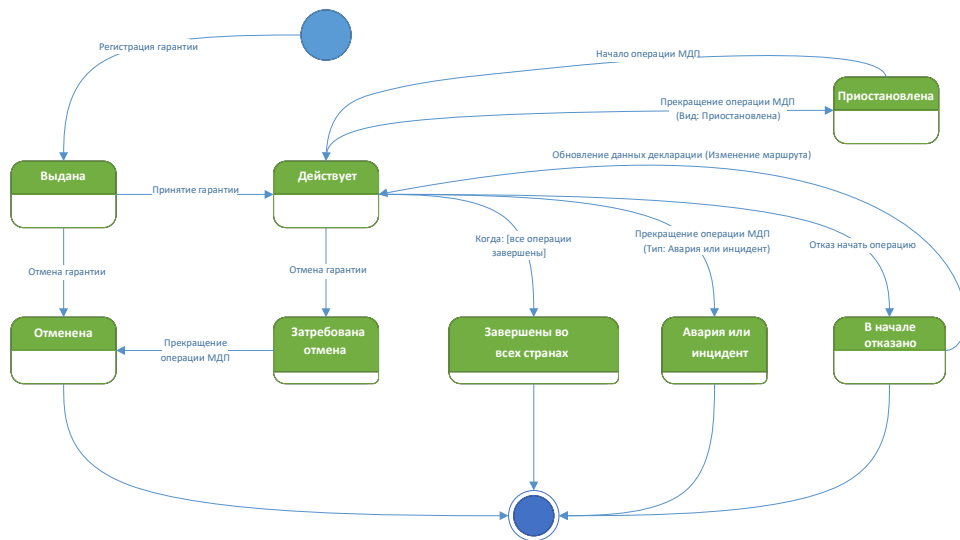 Регистрация гарантии
Начало операции МДП
Приостановлена
Прекращение операции МДП
(Вид: Приостановлена)
Обновление данных декларации (Изменение маршрута)
Выдана
Действует
Принятие гарантии
Когда: [все операции
завершены]
Прекращение операции МДП
(Тип: Авария или инцидент)
Отказ начать операцию
Отмена гарантии
Отмена гарантии
Отменена
Прекращение
операции МДП
Затребована
отмена
Завершены во
всех странах
Авария или
инцидент
В начале
отказано